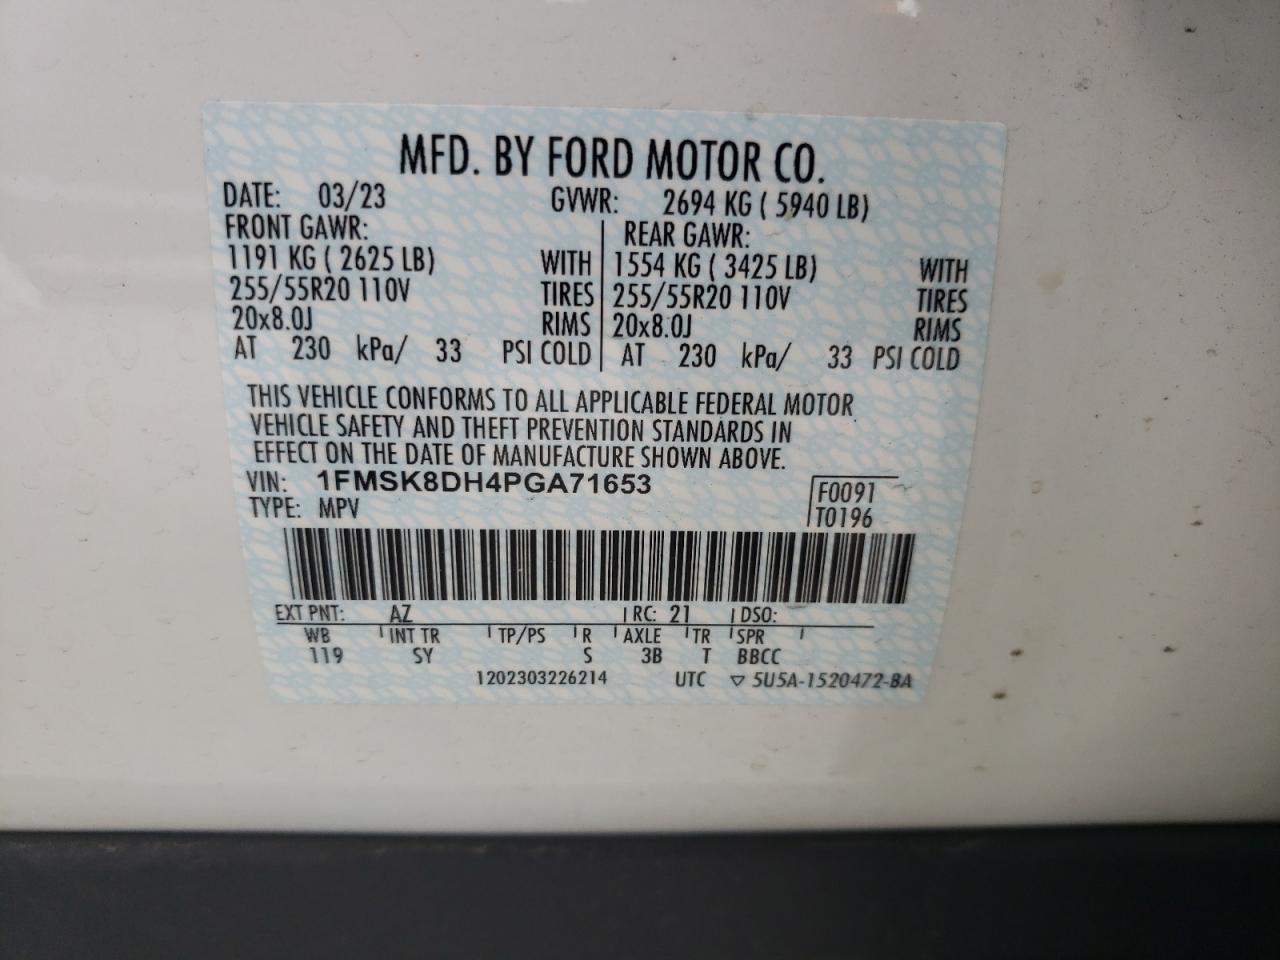 MFD. BY FORD MOTOR CO.
DATE: 03/23 GVWR: 2694 KG ( 5940 LB)
FRONT GAWR: REAR GAWR:
1191 KG ( 2625 LB) WITH 1554 KG ( 3425 LB) WITH
255/55R20 110V TIRES 255/55R20 110V TIRES
20x8.0J RIMS 20x8.0J RIMS
AT 230 kPa/ 33 PSI COLD AT 230 kPa/ 33 PSI COLD
THIS VEHICLE CONFORMS TO ALL APPLICABLE FEDERAL MOTOR
VEHICLE SAFETY AND THEFT PREVENTION STANDARDS IN
EFFECT ON THE DATE OF MANUFACTURE SHOWN ABOVE.
VIN: 1FMSK8DH4PGA71653 F0091
TYPE: MPV T0196
EXT PNT: AZ RC: 21 DSO:
WB INT TR TP/PS R AXLE TR SPR
119 SY S 3B T BBCC
1202303226214 UTC ▽ 5U5A-1520472-BA